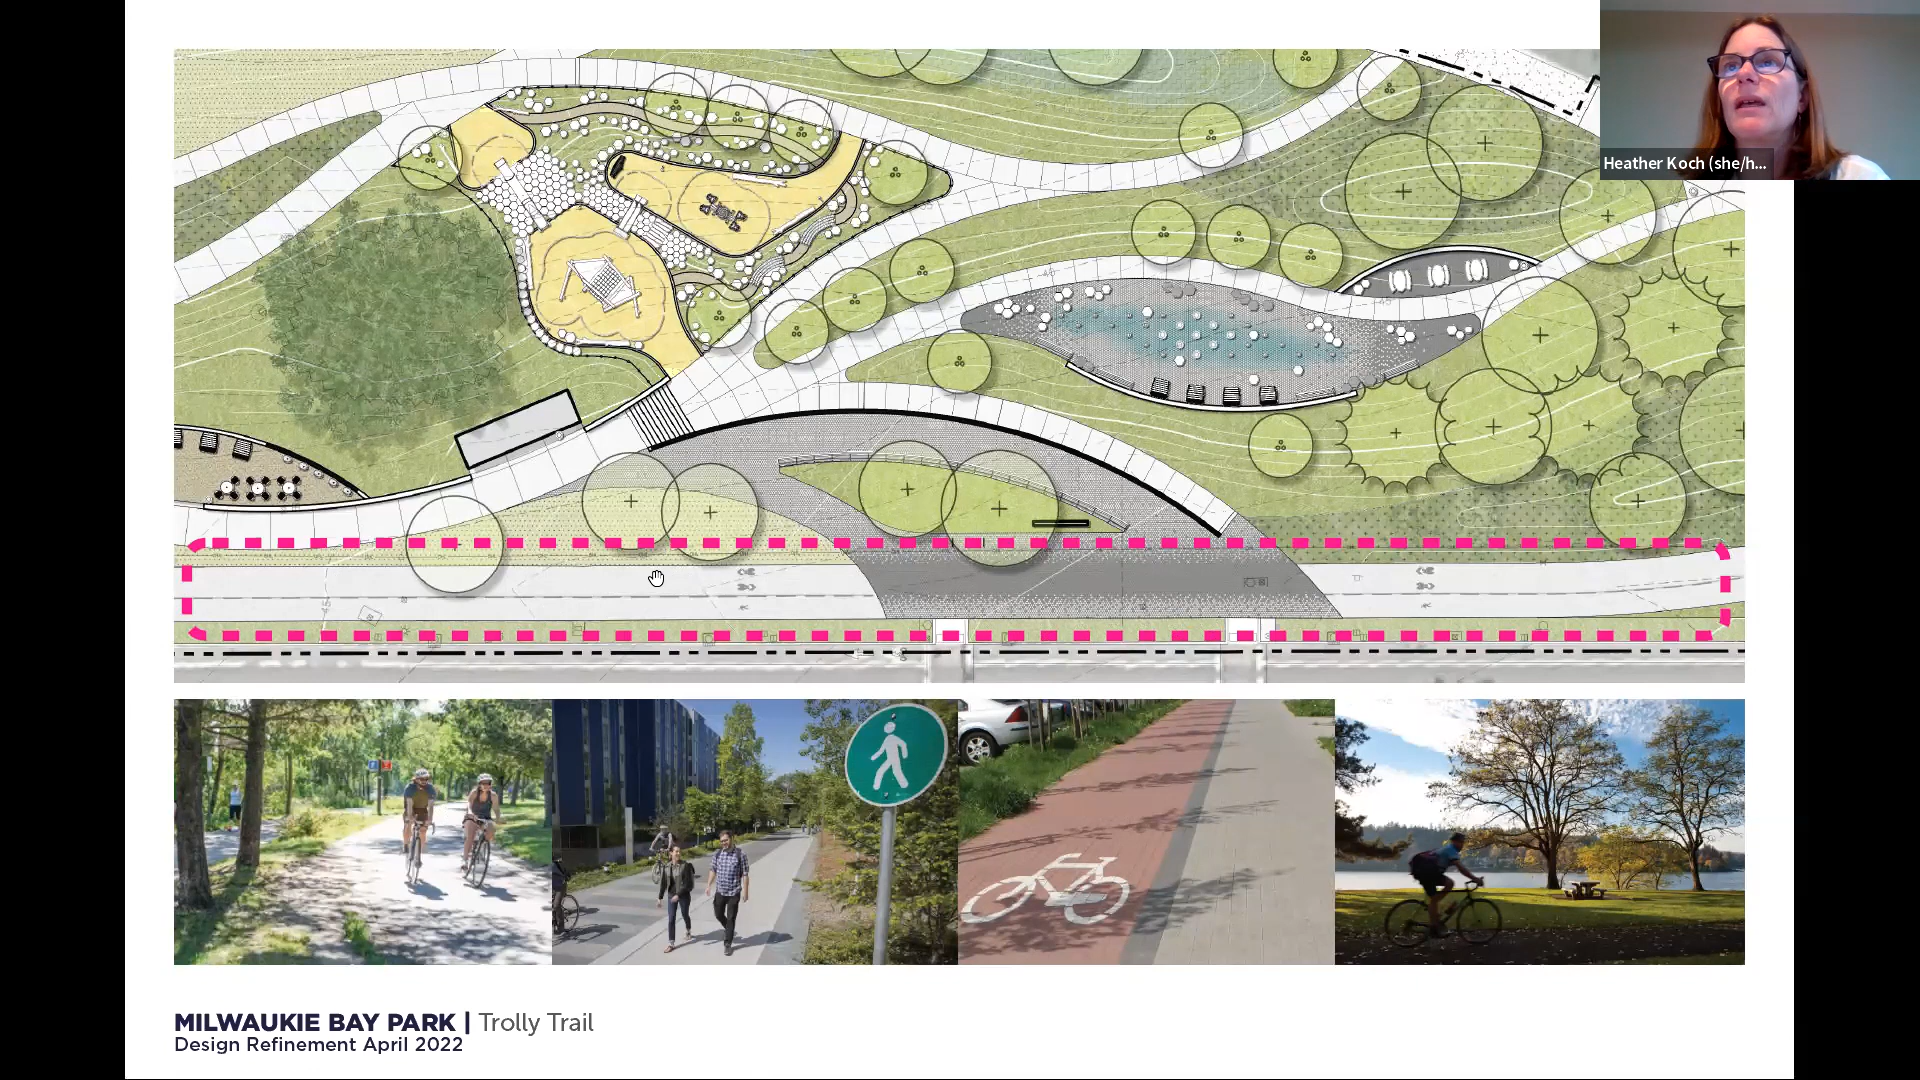 Heather Koch (she/h...
MILWAUKIE BAY PARK | Trolly Trail
Design Refinement April 2022